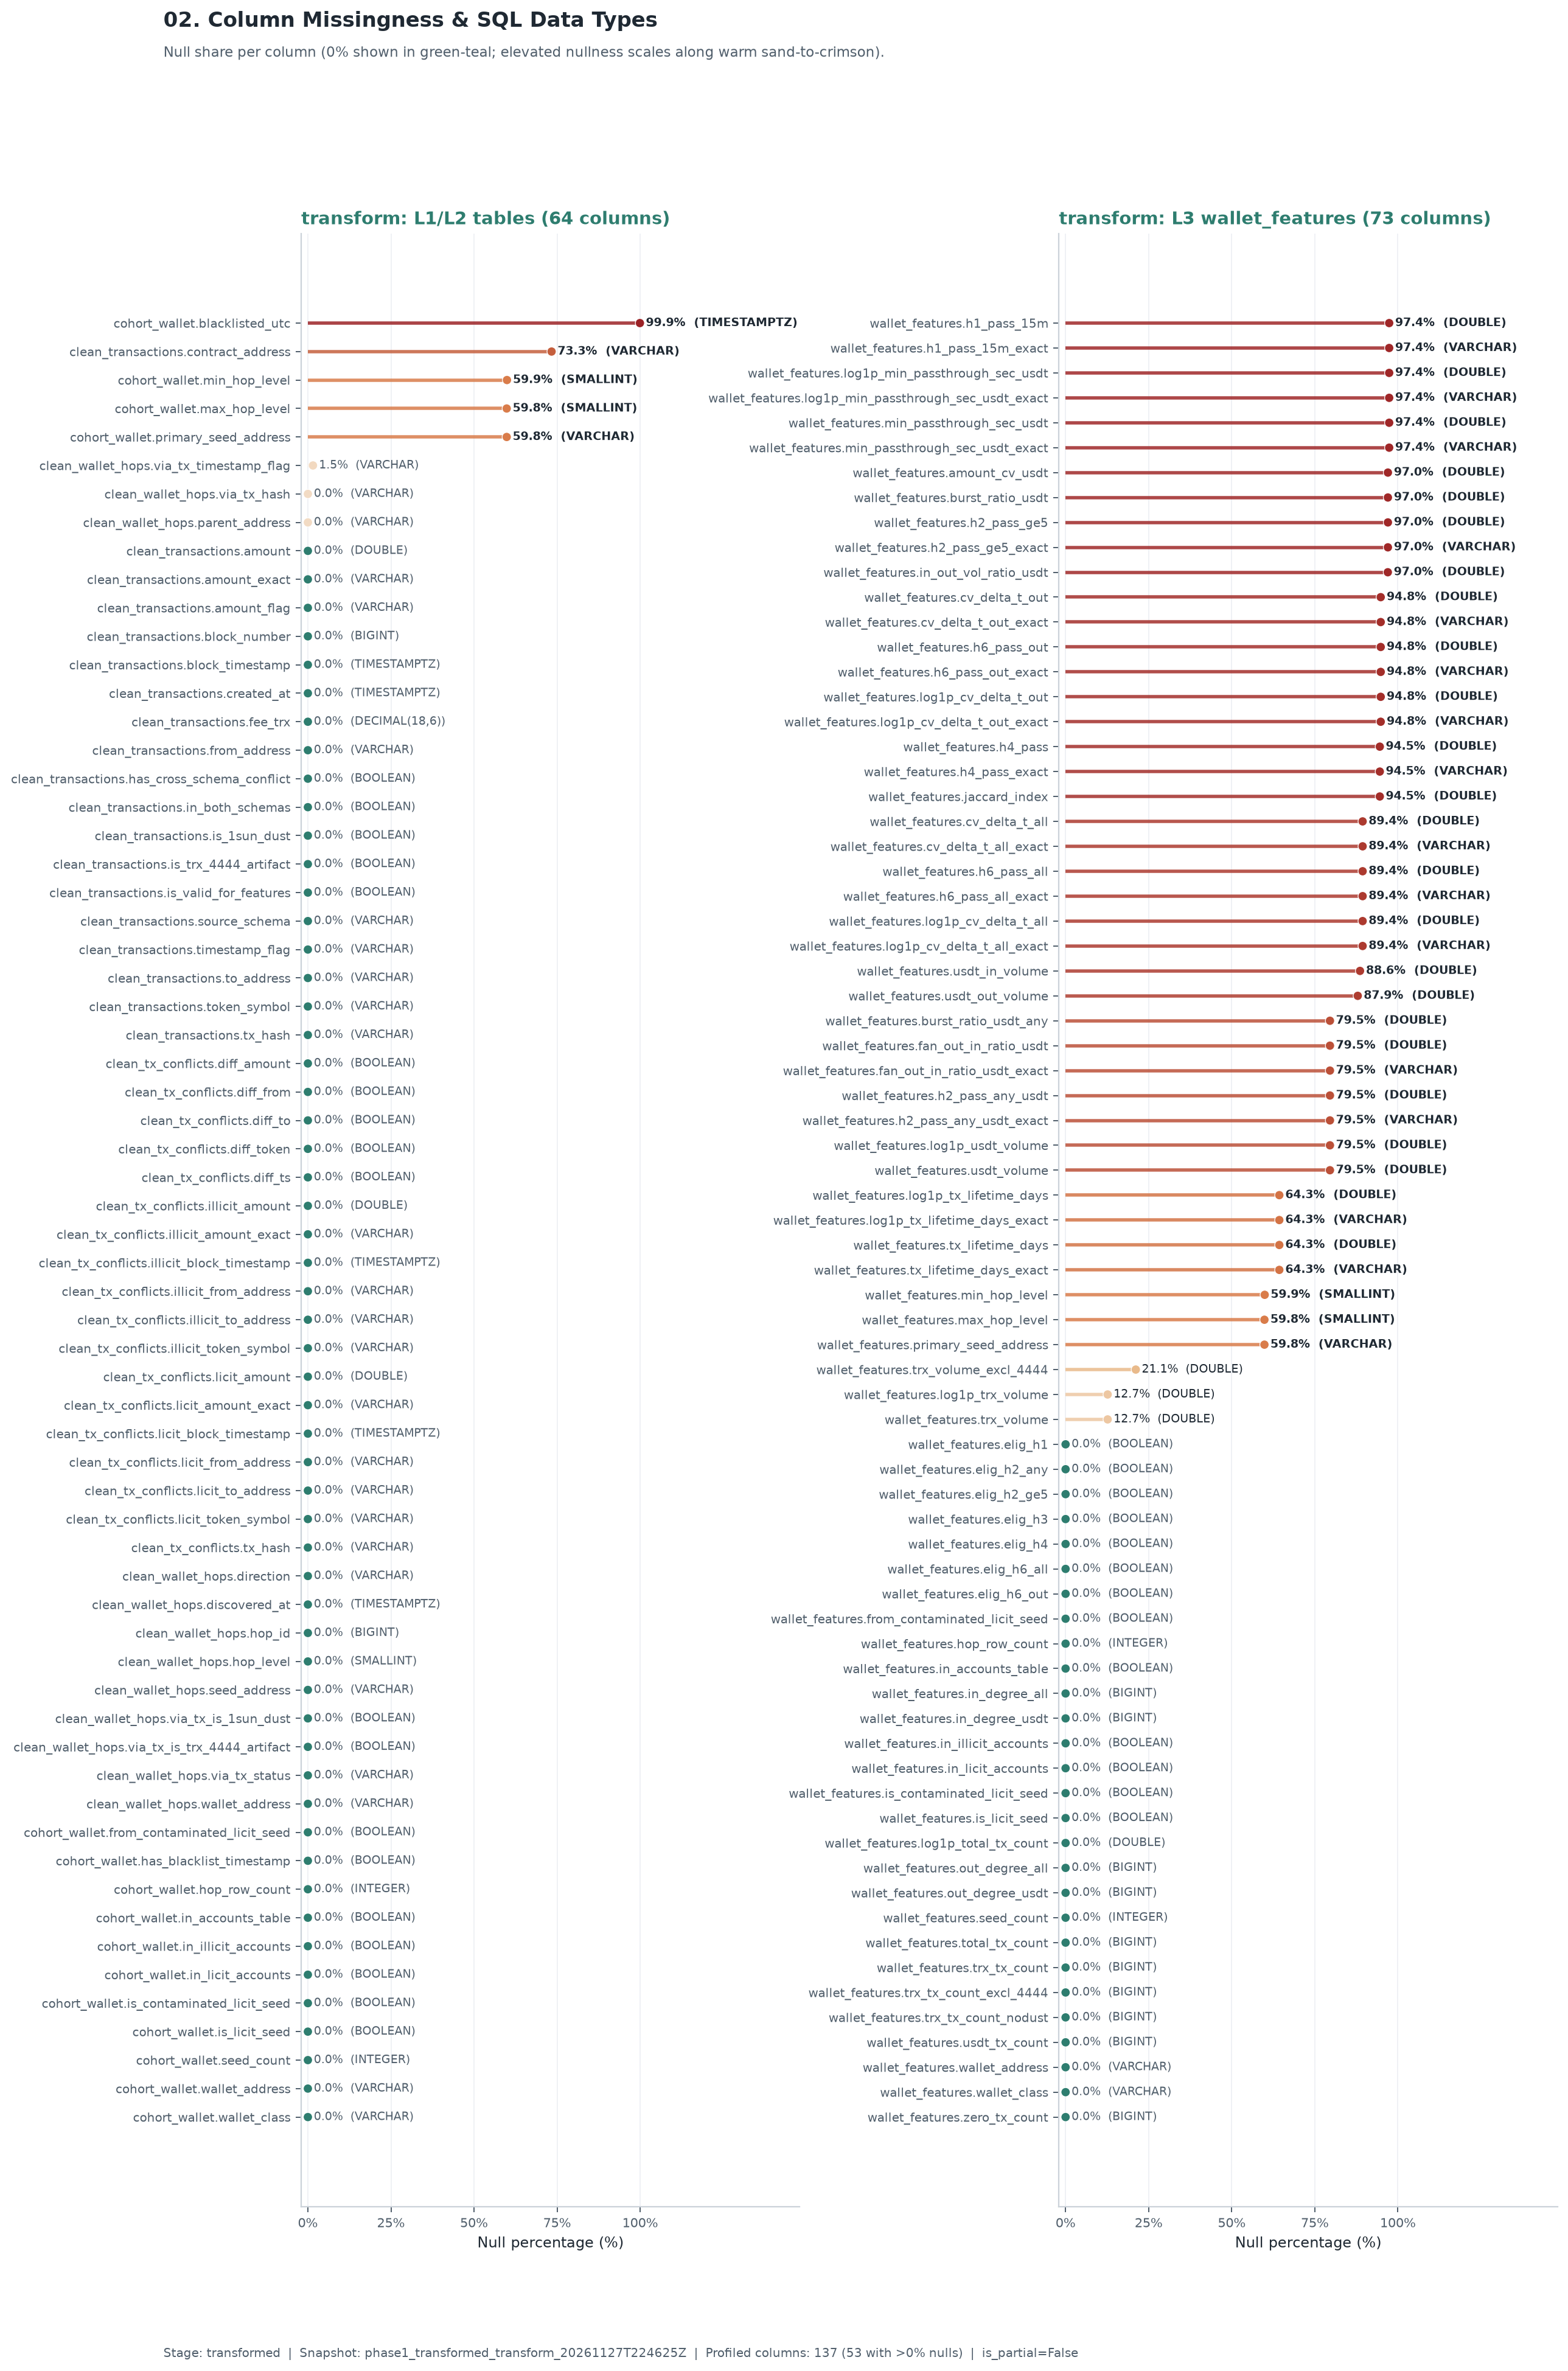 02. Column Missingness & SQL Data Types
Null share per column (0% shown in green-teal; elevated nullness scales along warm sand-to-crimson).
transform: L1/L2 tables (64 columns)
cohort_wallet.blacklisted_utc 99.9% (TIMESTAMPTZ)
clean_transactions.contract_address 73.3% (VARCHAR)
cohort_wallet.min_hop_level 59.9% (SMALLINT)
cohort_wallet.max_hop_level 59.8% (SMALLINT)
cohort_wallet.primary_seed_address 59.8% (VARCHAR)
clean_wallet_hops.via_tx_timestamp_flag 1.5% (VARCHAR)
clean_wallet_hops.via_tx_hash 0.0% (VARCHAR)
clean_wallet_hops.parent_address 0.0% (VARCHAR)
clean_transactions.amount 0.0% (DOUBLE)
clean_transactions.amount_exact 0.0% (VARCHAR)
clean_transactions.amount_flag 0.0% (VARCHAR)
clean_transactions.block_number 0.0% (BIGINT)
clean_transactions.block_timestamp 0.0% (TIMESTAMPTZ)
clean_transactions.created_at 0.0% (TIMESTAMPTZ)
clean_transactions.fee_trx 0.0% (DECIMAL(18,6))
clean_transactions.from_address 0.0% (VARCHAR)
clean_transactions.has_cross_schema_conflict 0.0% (BOOLEAN)
clean_transactions.in_both_schemas 0.0% (BOOLEAN)
clean_transactions.is_1sun_dust 0.0% (BOOLEAN)
clean_transactions.is_trx_4444_artifact 0.0% (BOOLEAN)
clean_transactions.is_valid_for_features 0.0% (BOOLEAN)
clean_transactions.source_schema 0.0% (VARCHAR)
clean_transactions.timestamp_flag 0.0% (VARCHAR)
clean_transactions.to_address 0.0% (VARCHAR)
clean_transactions.token_symbol 0.0% (VARCHAR)
clean_transactions.tx_hash 0.0% (VARCHAR)
clean_tx_conflicts.diff_amount 0.0% (BOOLEAN)
clean_tx_conflicts.diff_from 0.0% (BOOLEAN)
clean_tx_conflicts.diff_to 0.0% (BOOLEAN)
clean_tx_conflicts.diff_token 0.0% (BOOLEAN)
clean_tx_conflicts.diff_ts 0.0% (BOOLEAN)
clean_tx_conflicts.illicit_amount 0.0% (DOUBLE)
clean_tx_conflicts.illicit_amount_exact 0.0% (VARCHAR)
clean_tx_conflicts.illicit_block_timestamp 0.0% (TIMESTAMPTZ)
clean_tx_conflicts.illicit_from_address 0.0% (VARCHAR)
clean_tx_conflicts.illicit_to_address 0.0% (VARCHAR)
clean_tx_conflicts.illicit_token_symbol 0.0% (VARCHAR)
clean_tx_conflicts.licit_amount 0.0% (DOUBLE)
clean_tx_conflicts.licit_amount_exact 0.0% (VARCHAR)
clean_tx_conflicts.licit_block_timestamp 0.0% (TIMESTAMPTZ)
clean_tx_conflicts.licit_from_address 0.0% (VARCHAR)
clean_tx_conflicts.licit_to_address 0.0% (VARCHAR)
clean_tx_conflicts.licit_token_symbol 0.0% (VARCHAR)
clean_tx_conflicts.tx_hash 0.0% (VARCHAR)
clean_wallet_hops.direction 0.0% (VARCHAR)
clean_wallet_hops.discovered_at 0.0% (TIMESTAMPTZ)
clean_wallet_hops.hop_id 0.0% (BIGINT)
clean_wallet_hops.hop_level 0.0% (SMALLINT)
clean_wallet_hops.seed_address 0.0% (VARCHAR)
clean_wallet_hops.via_tx_is_1sun_dust 0.0% (BOOLEAN)
clean_wallet_hops.via_tx_is_trx_4444_artifact 0.0% (BOOLEAN)
clean_wallet_hops.via_tx_status 0.0% (VARCHAR)
clean_wallet_hops.wallet_address 0.0% (VARCHAR)
cohort_wallet.from_contaminated_licit_seed 0.0% (BOOLEAN)
cohort_wallet.has_blacklist_timestamp 0.0% (BOOLEAN)
cohort_wallet.hop_row_count 0.0% (INTEGER)
cohort_wallet.in_accounts_table 0.0% (BOOLEAN)
cohort_wallet.in_illicit_accounts 0.0% (BOOLEAN)
cohort_wallet.in_licit_accounts 0.0% (BOOLEAN)
cohort_wallet.is_contaminated_licit_seed 0.0% (BOOLEAN)
cohort_wallet.is_licit_seed 0.0% (BOOLEAN)
cohort_wallet.seed_count 0.0% (INTEGER)
cohort_wallet.wallet_address 0.0% (VARCHAR)
cohort_wallet.wallet_class 0.0% (VARCHAR)
0% 25% 50% 75% 100%
Null percentage (%)
transform: L3 wallet_features (73 columns)
wallet_features.h1_pass_15m 97.4% (DOUBLE)
wallet_features.h1_pass_15m_exact 97.4% (VARCHAR)
wallet_features.log1p_min_passthrough_sec_usdt 97.4% (DOUBLE)
wallet_features.log1p_min_passthrough_sec_usdt_exact 97.4% (VARCHAR)
wallet_features.min_passthrough_sec_usdt 97.4% (DOUBLE)
wallet_features.min_passthrough_sec_usdt_exact 97.4% (VARCHAR)
wallet_features.amount_cv_usdt 97.0% (DOUBLE)
wallet_features.burst_ratio_usdt 97.0% (DOUBLE)
wallet_features.h2_pass_ge5 97.0% (DOUBLE)
wallet_features.h2_pass_ge5_exact 97.0% (VARCHAR)
wallet_features.in_out_vol_ratio_usdt 97.0% (DOUBLE)
wallet_features.cv_delta_t_out 94.8% (DOUBLE)
wallet_features.cv_delta_t_out_exact 94.8% (VARCHAR)
wallet_features.h6_pass_out 94.8% (DOUBLE)
wallet_features.h6_pass_out_exact 94.8% (VARCHAR)
wallet_features.log1p_cv_delta_t_out 94.8% (DOUBLE)
wallet_features.log1p_cv_delta_t_out_exact 94.8% (VARCHAR)
wallet_features.h4_pass 94.5% (DOUBLE)
wallet_features.h4_pass_exact 94.5% (VARCHAR)
wallet_features.jaccard_index 94.5% (DOUBLE)
wallet_features.cv_delta_t_all 89.4% (DOUBLE)
wallet_features.cv_delta_t_all_exact 89.4% (VARCHAR)
wallet_features.h6_pass_all 89.4% (DOUBLE)
wallet_features.h6_pass_all_exact 89.4% (VARCHAR)
wallet_features.log1p_cv_delta_t_all 89.4% (DOUBLE)
wallet_features.log1p_cv_delta_t_all_exact 89.4% (VARCHAR)
wallet_features.usdt_in_volume 88.6% (DOUBLE)
wallet_features.usdt_out_volume 87.9% (DOUBLE)
wallet_features.burst_ratio_usdt_any 79.5% (DOUBLE)
wallet_features.fan_out_in_ratio_usdt 79.5% (DOUBLE)
wallet_features.fan_out_in_ratio_usdt_exact 79.5% (VARCHAR)
wallet_features.h2_pass_any_usdt 79.5% (DOUBLE)
wallet_features.h2_pass_any_usdt_exact 79.5% (VARCHAR)
wallet_features.log1p_usdt_volume 79.5% (DOUBLE)
wallet_features.usdt_volume 79.5% (DOUBLE)
wallet_features.log1p_tx_lifetime_days 64.3% (DOUBLE)
wallet_features.log1p_tx_lifetime_days_exact 64.3% (VARCHAR)
wallet_features.tx_lifetime_days 64.3% (DOUBLE)
wallet_features.tx_lifetime_days_exact 64.3% (VARCHAR)
wallet_features.min_hop_level 59.9% (SMALLINT)
wallet_features.max_hop_level 59.8% (SMALLINT)
wallet_features.primary_seed_address 59.8% (VARCHAR)
wallet_features.trx_volume_excl_4444 21.1% (DOUBLE)
wallet_features.log1p_trx_volume 12.7% (DOUBLE)
wallet_features.trx_volume 12.7% (DOUBLE)
wallet_features.elig_h1 0.0% (BOOLEAN)
wallet_features.elig_h2_any 0.0% (BOOLEAN)
wallet_features.elig_h2_ge5 0.0% (BOOLEAN)
wallet_features.elig_h3 0.0% (BOOLEAN)
wallet_features.elig_h4 0.0% (BOOLEAN)
wallet_features.elig_h6_all 0.0% (BOOLEAN)
wallet_features.elig_h6_out 0.0% (BOOLEAN)
wallet_features.from_contaminated_licit_seed 0.0% (BOOLEAN)
wallet_features.hop_row_count 0.0% (INTEGER)
wallet_features.in_accounts_table 0.0% (BOOLEAN)
wallet_features.in_degree_all 0.0% (BIGINT)
wallet_features.in_degree_usdt 0.0% (BIGINT)
wallet_features.in_illicit_accounts 0.0% (BOOLEAN)
wallet_features.in_licit_accounts 0.0% (BOOLEAN)
wallet_features.is_contaminated_licit_seed 0.0% (BOOLEAN)
wallet_features.is_licit_seed 0.0% (BOOLEAN)
wallet_features.log1p_total_tx_count 0.0% (DOUBLE)
wallet_features.out_degree_all 0.0% (BIGINT)
wallet_features.out_degree_usdt 0.0% (BIGINT)
wallet_features.seed_count 0.0% (INTEGER)
wallet_features.total_tx_count 0.0% (BIGINT)
wallet_features.trx_tx_count 0.0% (BIGINT)
wallet_features.trx_tx_count_excl_4444 0.0% (BIGINT)
wallet_features.trx_tx_count_nodust 0.0% (BIGINT)
wallet_features.usdt_tx_count 0.0% (BIGINT)
wallet_features.wallet_address 0.0% (VARCHAR)
wallet_features.wallet_class 0.0% (VARCHAR)
wallet_features.zero_tx_count 0.0% (BIGINT)
0% 25% 50% 75% 100%
Null percentage (%)
Stage: transformed | Snapshot: phase1_transformed_transform_20261127T224625Z | Profiled columns: 137 (53 with >0% nulls) | is_partial=False